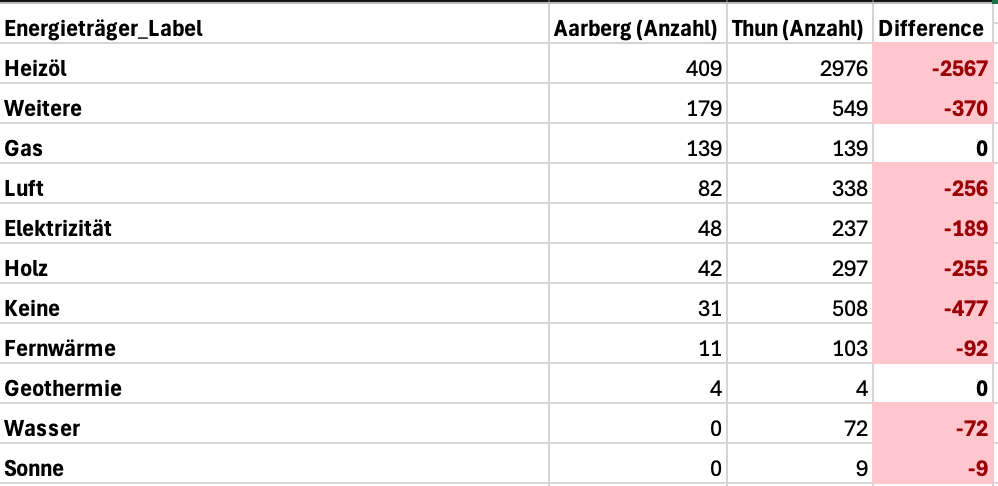 Energieträger_Label Aarberg (Anzahl) Thun (Anzahl) Difference
Heizöl 409 2976 -2567
Weitere 179 549 -370
Gas 139 139 0
Luft 82 338 -256
Elektrizität 48 237 -189
Holz 42 297 -255
Keine 31 508 -477
Fernwärme 11 103 -92
Geothermie 4 4 0
Wasser 0 72 -72
Sonne 0 9 -9